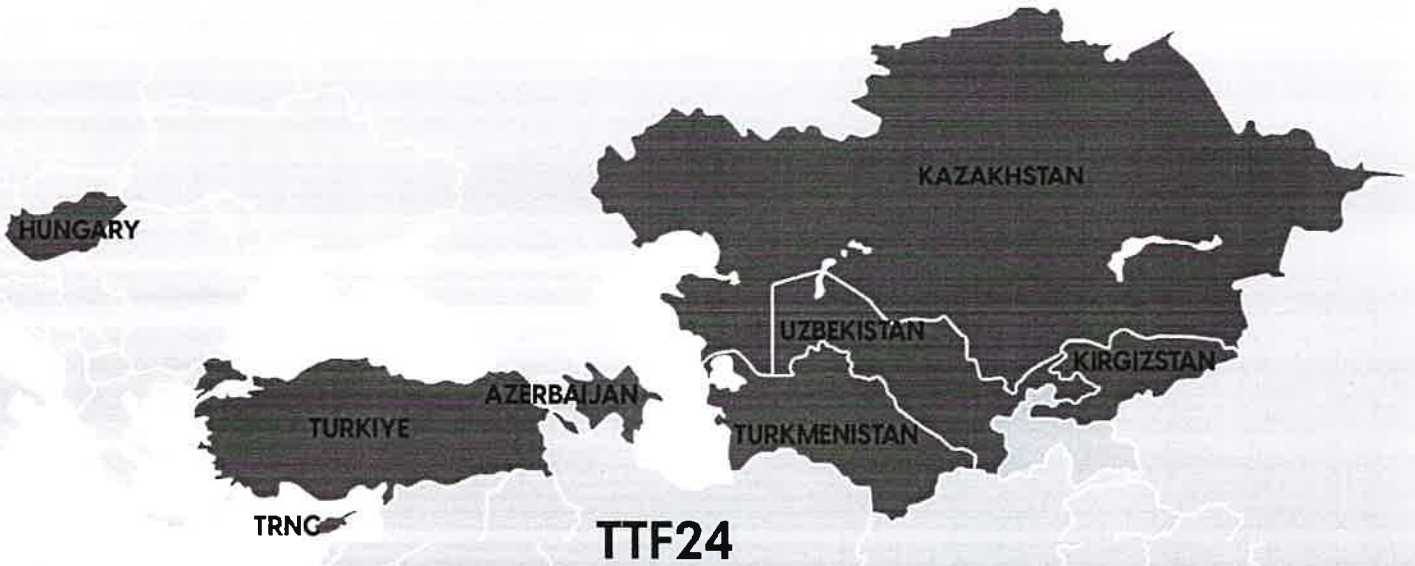 KAZAKHSTAN
HUNGARY
UZBEKISTAN
KIRGIZSTAN
AZERBAIJAN
TURKIYE
TURKMENISTAN
TRNC
TTF24